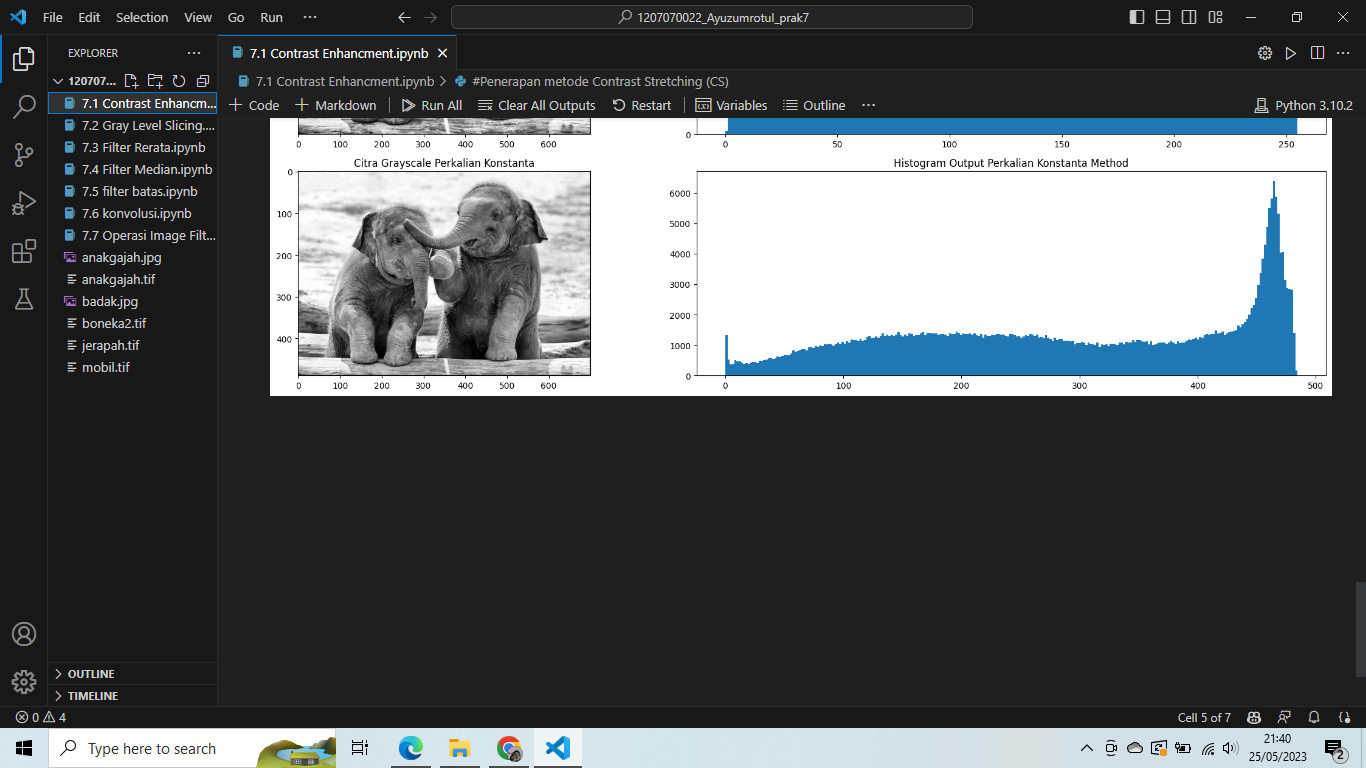 File Edit Selection View Go Run ··· 1207070022_Ayuzumrotul_prak7
EXPLORER ···
7.1 Contrast Enhancment.ipynb
120707...
7.1 Contrast Enhancment.ipynb > #Penerapan metode Contrast Stretching (CS)
Code Markdown Run All Clear All Outputs Restart Variables Outline ··· Python 3.10.2
7.1 Contrast Enhancm...
7.2 Gray Level Slicing....
7.3 Filter Rerata.ipynb
7.4 Filter Median.ipynb
7.5 filter batas.ipynb
7.6 konvolusi.ipynb
7.7 Operasi Image Filt...
anakgajah.jpg
anakgajah.tif
badak.jpg
boneka2.tif
jerapah.tif
mobil.tif
0 100 200 300 400 500 600
0
0 50 100 150 200 250
Citra Grayscale Perkalian Konstanta
0
100
200
300
400
0 100 200 300 400 500 600
Histogram Output Perkalian Konstanta Method
6000
5000
4000
3000
2000
1000
0
0 100 200 300 400 500
OUTLINE
TIMELINE
0 4 Cell 5 of 7
Type here to search
21:40
25/05/2023
2